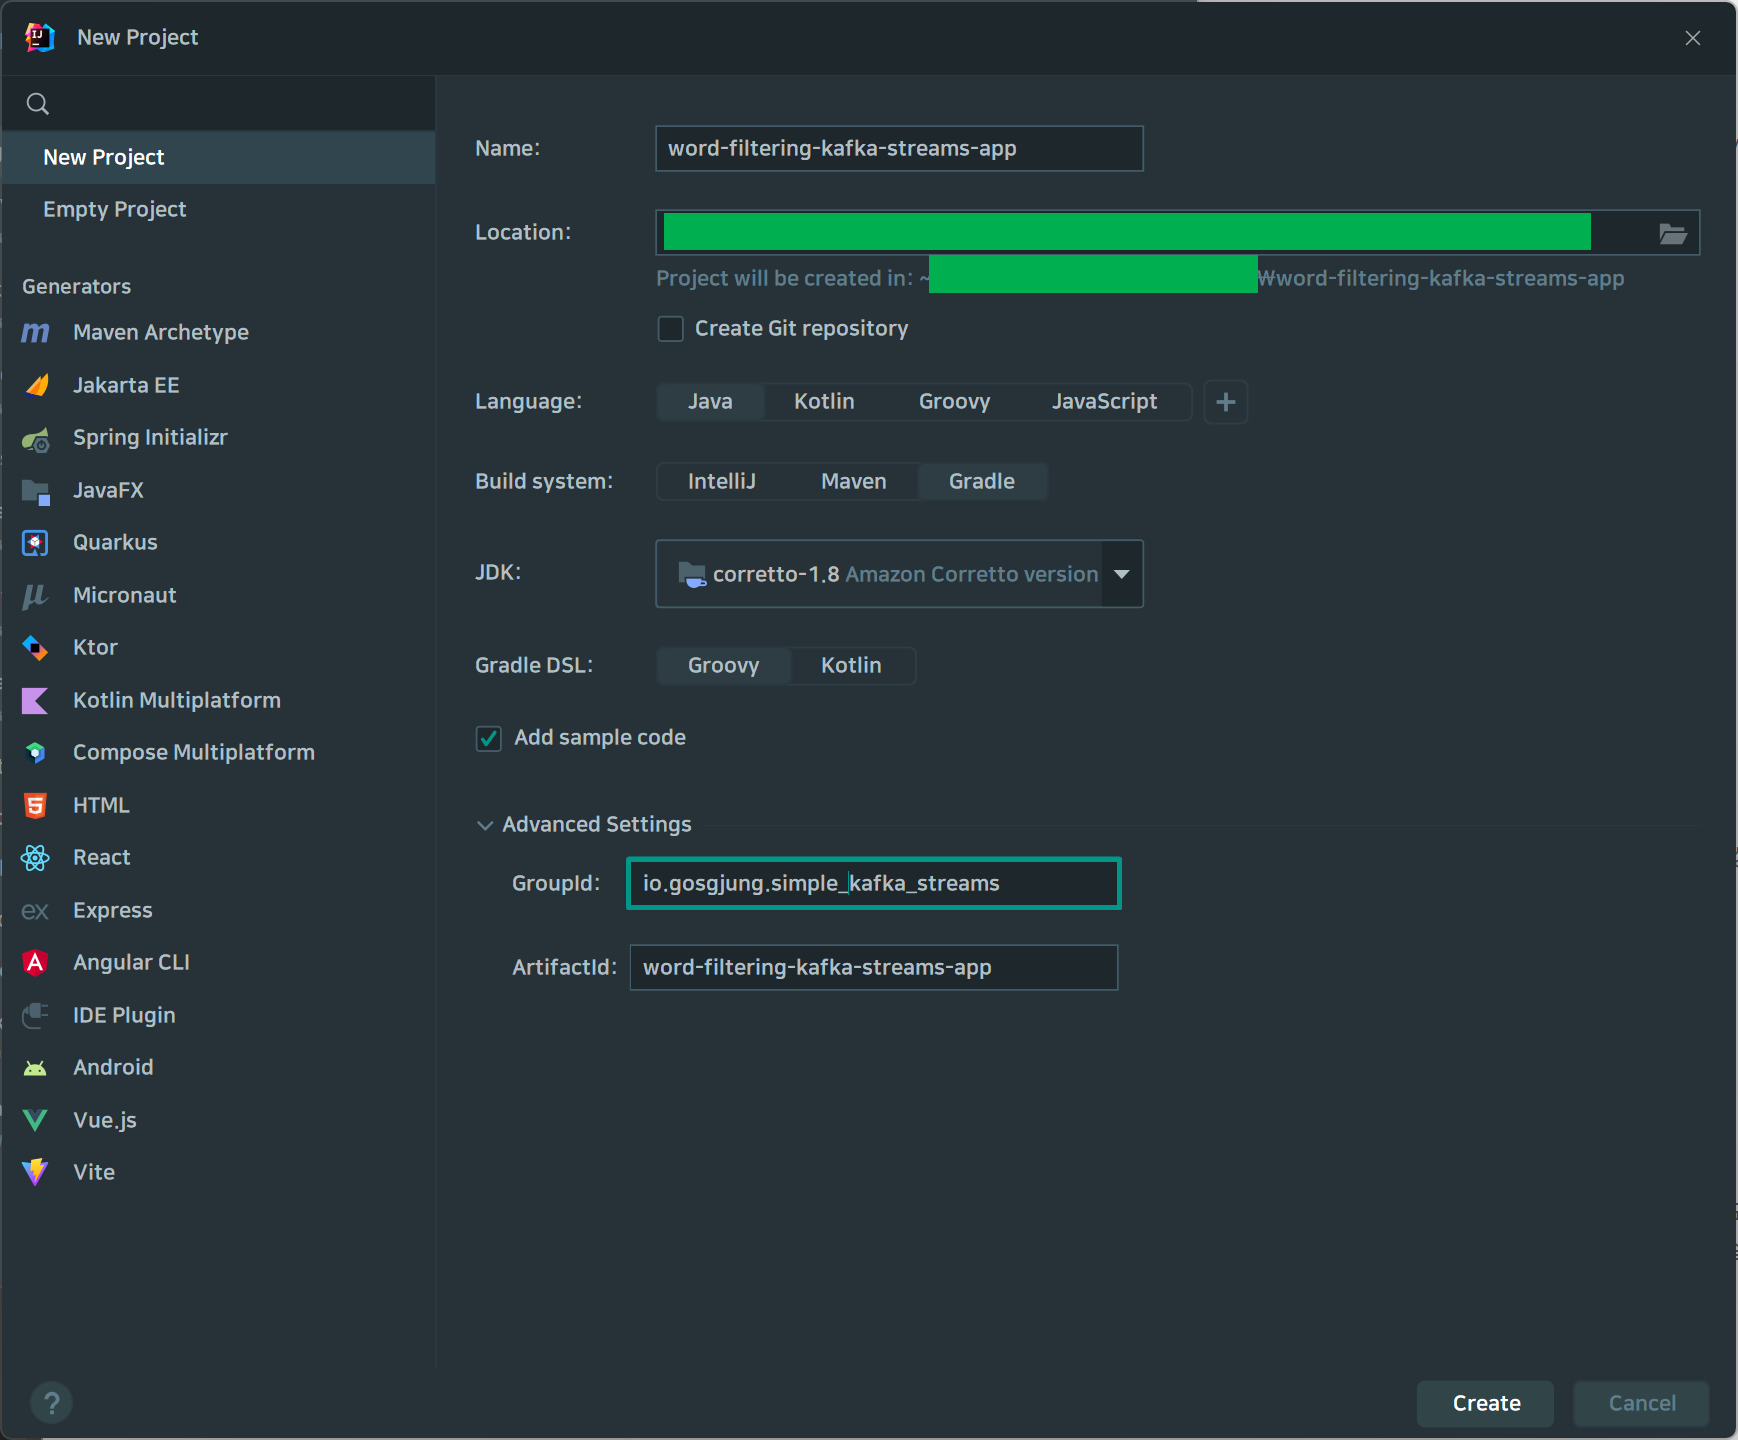 New Project
New Project
Empty Project
Generators
Maven Archetype
Jakarta EE
Spring Initializr
JavaFX
Quarkus
Micronaut
Ktor
Kotlin Multiplatform
Compose Multiplatform
HTML
React
ex Express
Angular CLI
IDE Plugin
Android
Vue.js
Vite
Name: word-filtering-kafka-streams-app
Location:
Project will be created in: ~ ₩word-filtering-kafka-streams-app
Create Git repository
Language: Java Kotlin Groovy JavaScript +
Build system: IntelliJ Maven Gradle
JDK: corretto-1.8 Amazon Corretto version
Gradle DSL: Groovy Kotlin
Add sample code
Advanced Settings
GroupId: io.gosgjung.simple_kafka_streams
ArtifactId: word-filtering-kafka-streams-app
? Create Cancel